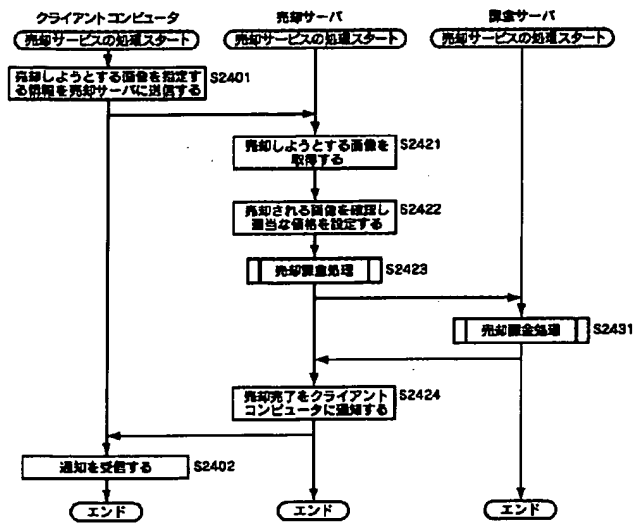 クライアントコンピュータ
売却サーバ
課金サーバ
売却サービスの処理スタート
売却サービスの処理スタート
売却サービスの処理スタート
売却しようとする画像を指定す
る情報を売却サーバに送信する
S2401
売却しようとする画像を
取得する
S2421
売却される画像を確認し
適当な価格を設定する
S2422
売却課金処理
S2423
売却課金処理
S2431
売却完了をクライアント
コンピュータに通知する
S2424
通知を受信する
S2402
エンド
エンド
エンド